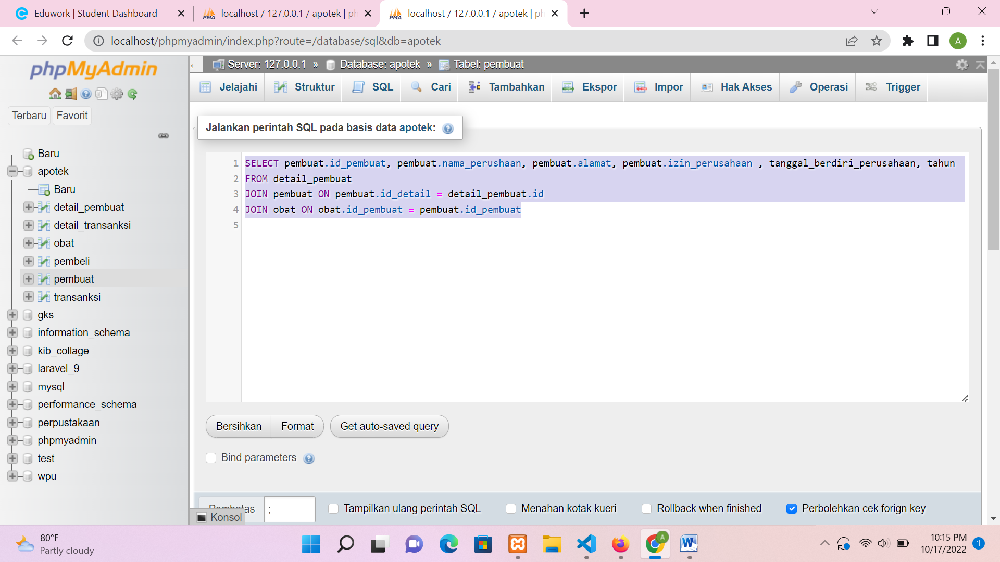 Eduwork | Student Dashboard
localhost / 127.0.0.1 / apotek | ph
localhost / 127.0.0.1 / apotek | ph
localhost/phpmyadmin/index.php?route=/database/sql&db=apotek
A
phpMyAdmin
Terbaru
Favorit
Baru
apotek
Baru
detail_pembuat
detail_transanksi
obat
pembeli
pembuat
transanksi
gks
information_schema
kib_collage
laravel_9
mysql
performance_schema
perpustakaan
phpmyadmin
test
wpu
Server: 127.0.0.1 » Database: apotek » Tabel: pembuat
Jelajahi
Struktur
SQL
Cari
Tambahkan
Ekspor
Impor
Hak Akses
Operasi
Trigger
Jalankan perintah SQL pada basis data apotek:
1 SELECT pembuat.id_pembuat, pembuat.nama_perushaan, pembuat.alamat, pembuat.izin_perusahaan , tanggal_berdiri_perusahaan, tahun
2 FROM detail_pembuat
3 JOIN pembuat ON pembuat.id_detail = detail_pembuat.id
4 JOIN obat ON obat.id_pembuat = pembuat.id_pembuat
5
Bersihkan
Format
Get auto-saved query
Bind parameters
Pembatas
;
Tampilkan ulang perintah SQL
Menahan kotak kueri
Rollback when finished
Perbolehkan cek forign key
Konsol
80°F
Partly cloudy
A
10:15 PM
10/17/2022
1